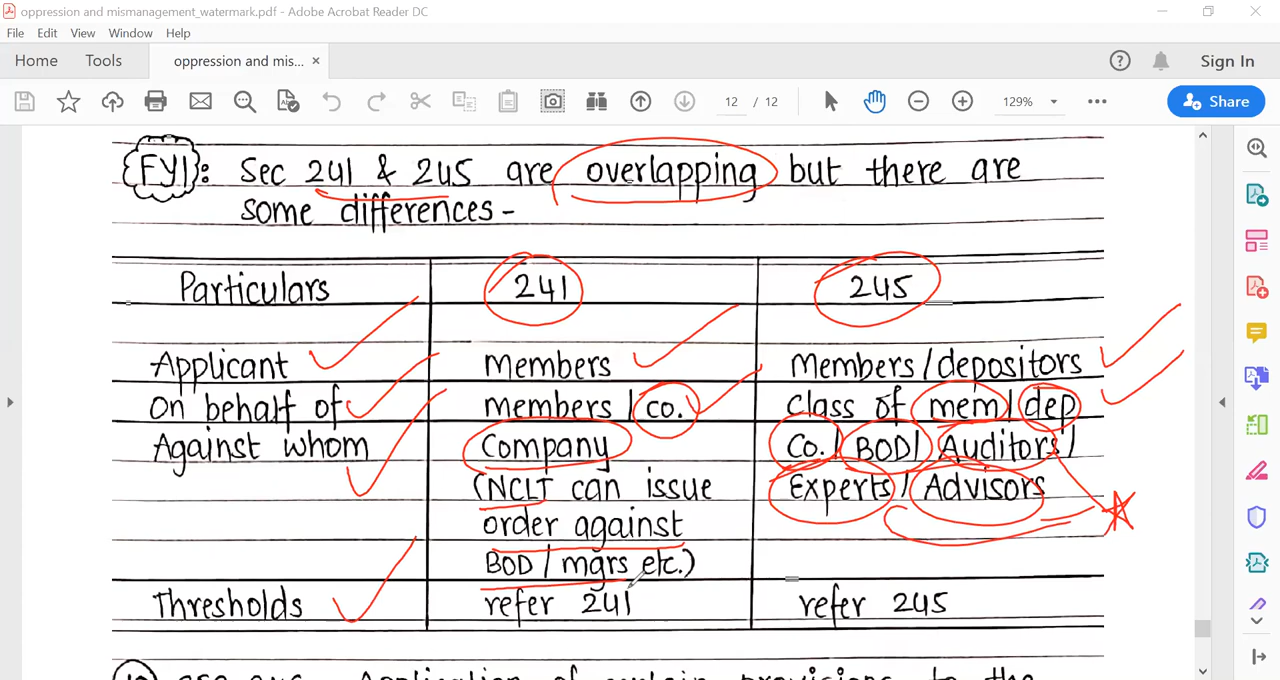 oppression and mismanagement_watermark.pdf - Adobe Acrobat Reader DC
File Edit View Window Help
Home Tools oppression and mis... × Sign In
12 / 12 129% Share
FYI: Sec 241 & 245 are overlapping but there are
some differences -
Particulars 241 245
Applicant Members Members/depositors
On behalf of members / co. Class of mem / dep
Against whom Company Co. / BOD / Auditors /
(NCLT can issue Experts / Advisors
order against
BOD / mgrs etc.)
Thresholds refer 241 refer 245